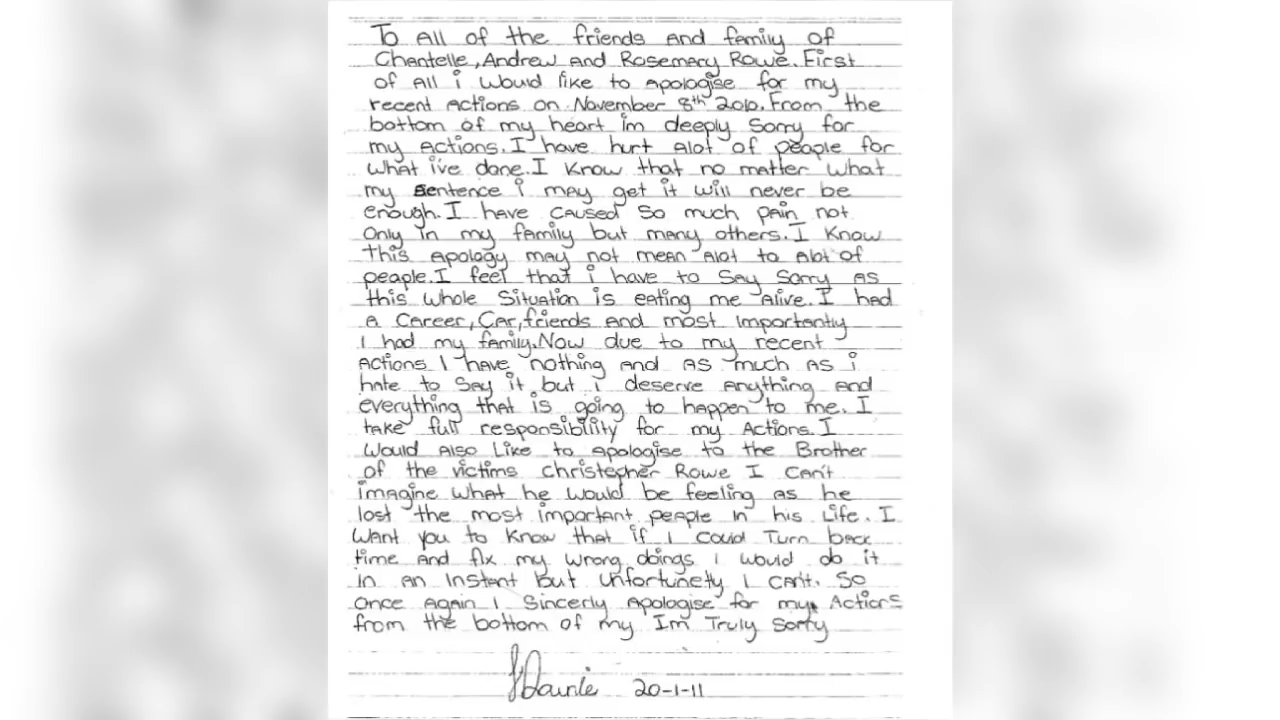 To All of the friends And family of
Chantelle, Andrew And Rosemary Rowe. First
of All i would like to Apologise for my
recent Actions on November 8th 2010. From the
bottom of my heart im deeply Sorry for
my Actions. I have hurt Alot of people for
what ive done. I know that no matter what
my Sentence i may get it will never be
enough. I have caused so much pain not
only in my family but many others. I know
this Apology may not mean Alot to Alot of
people. I feel that i have to Say Sorry As
this whole Situation is eating me Alive. I had
A Career, Car, friends And most importantly
I had my family. Now due to my recent
Actions I have nothing And As much As i
hate to Say it but i deserve Anything And
everything that is going to happen to me. I
take full responsibility for my Actions. I
Would Also Like to Apologise to the Brother
of the victims christepher Rowe I Can't
imagine what he would be feeling as he
lost the most important people in his Life. I
Want you to know that if I Could Turn back
time And fix my wrong doings I would do it
in an instant but unfortunetly I can't. So
Once Again I Sincerly Apologise for my Actions
from the bottom of my Im Truly Sorry
Downie 20-1-11